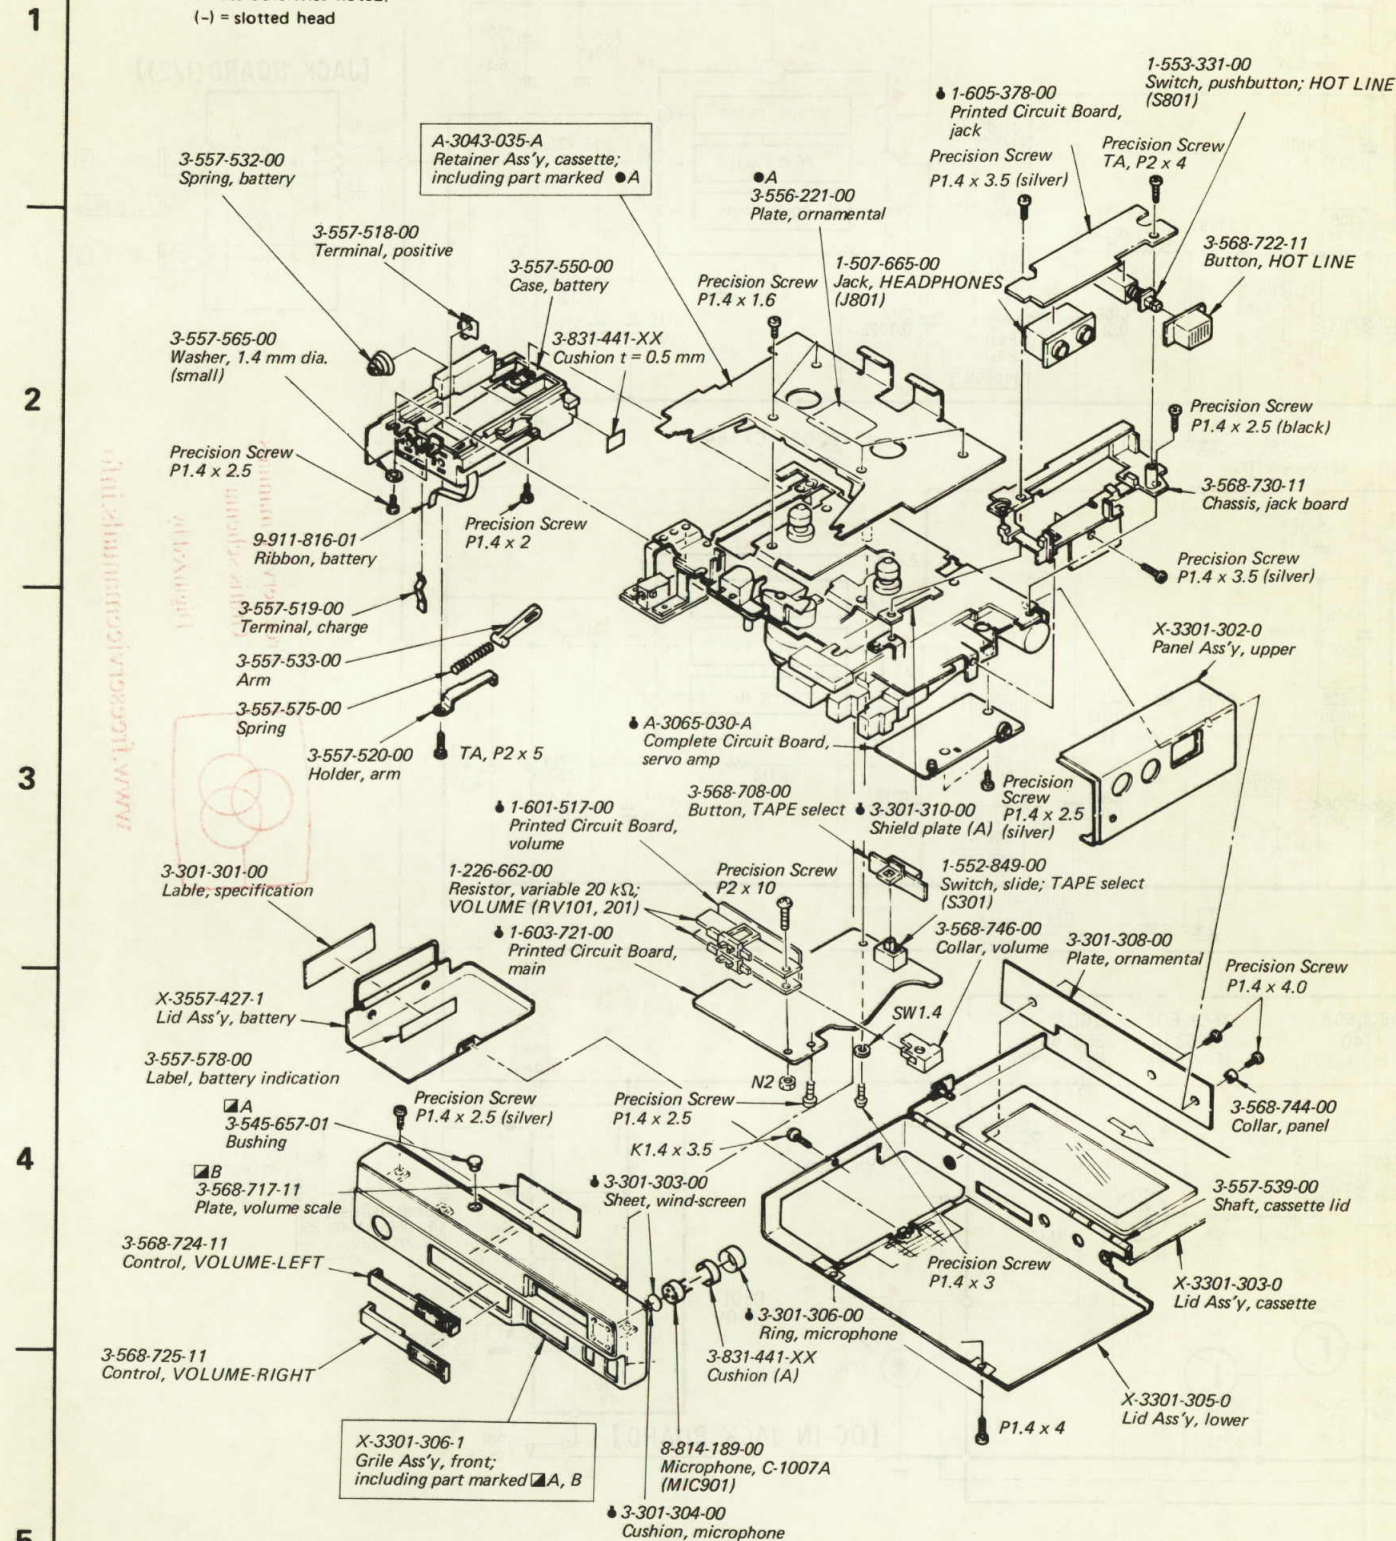 1
(-) = slotted head
1-553-331-00
Switch, pushbutton; HOT LINE
(S801)
1-605-378-00
Printed Circuit Board,
jack
A-3043-035-A
Retainer Ass'y, cassette;
including part marked ●A
3-557-532-00
Spring, battery
Precision Screw
P1.4 x 3.5 (silver)
Precision Screw
TA, P2 x 4
●A
3-556-221-00
Plate, ornamental
3-557-518-00
Terminal, positive
3-557-550-00
Case, battery
Precision Screw
P1.4 x 1.6
1-507-665-00
Jack, HEADPHONES
(J801)
3-568-722-11
Button, HOT LINE
3-557-565-00
Washer, 1.4 mm dia.
(small)
3-831-441-XX
Cushion t = 0.5 mm
2
Precision Screw
P1.4 x 2.5 (black)
Precision Screw
P1.4 x 2.5
3-568-730-11
Chassis, jack board
9-911-816-01
Ribbon, battery
Precision Screw
P1.4 x 2
Precision Screw
P1.4 x 3.5 (silver)
3-557-519-00
Terminal, charge
X-3301-302-0
Panel Ass'y, upper
3-557-533-00
Arm
3-557-575-00
Spring
A-3065-030-A
Complete Circuit Board,
servo amp
3-557-520-00
Holder, arm
TA, P2 x 5
3
3-568-708-00
Button, TAPE select
3-301-310-00
Shield plate (A)
Precision
Screw
P1.4 x 2.5
(silver)
1-601-517-00
Printed Circuit Board,
volume
3-301-301-00
Lable, specification
1-226-662-00
Resistor, variable 20 kΩ;
VOLUME (RV101, 201)
Precision Screw
P2 x 10
1-552-849-00
Switch, slide; TAPE select
(S301)
1-603-721-00
Printed Circuit Board,
main
3-568-746-00
Collar, volume
3-301-308-00
Plate, ornamental
Precision Screw
P1.4 x 4.0
X-3557-427-1
Lid Ass'y, battery
SW1.4
3-557-578-00
Label, battery indication
N2
Precision Screw
P1.4 x 2.5 (silver)
Precision Screw
P1.4 x 2.5
3-568-744-00
Collar, panel
◪A
3-545-657-01
Bushing
K1.4 x 3.5
4
◪B
3-568-717-11
Plate, volume scale
3-301-303-00
Sheet, wind-screen
3-557-539-00
Shaft, cassette lid
3-568-724-11
Control, VOLUME-LEFT
Precision Screw
P1.4 x 3
X-3301-303-0
Lid Ass'y, cassette
3-301-306-00
Ring, microphone
3-568-725-11
Control, VOLUME-RIGHT
3-831-441-XX
Cushion (A)
X-3301-305-0
Lid Ass'y, lower
P1.4 x 4
X-3301-306-1
Grile Ass'y, front;
including part marked ◪A, B
8-814-189-00
Microphone, C-1007A
(MIC901)
3-301-304-00
Cushion, microphone
www.freeservicemanuals.info
[JACK BOARD (1/2)]
[DC IN JACK BOARD]